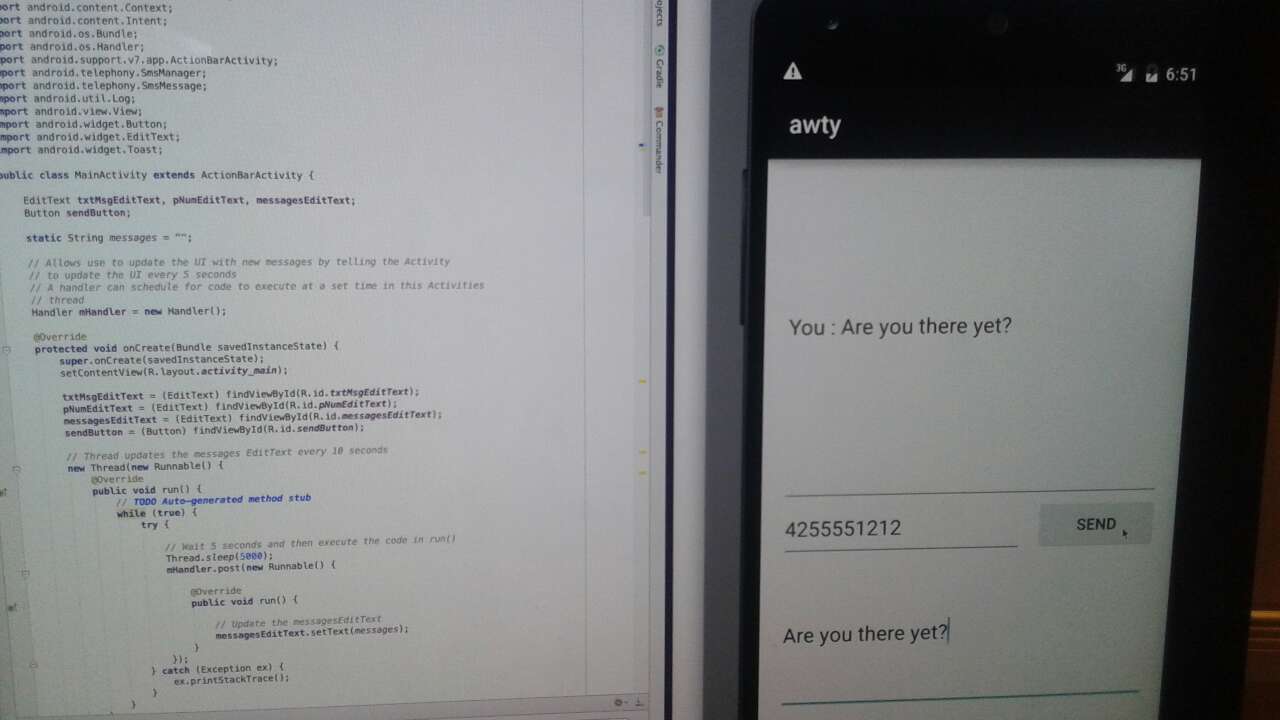 port android.content.Context;
port android.content.Intent;
port android.os.Bundle;
port android.os.Handler;
port android.support.v7.app.ActionBarActivity;
port android.telephony.SmsManager;
port android.telephony.SmsMessage;
port android.util.Log;
mport android.view.View;
mport android.widget.Button;
mport android.widget.EditText;
import android.widget.Toast;
public class MainActivity extends ActionBarActivity {
EditText txtMsgEditText, pNumEditText, messagesEditText;
Button sendButton;
static String messages = "";
// Allows use to update the UI with new messages by telling the Activity
// to update the UI every 5 seconds
// A handler can schedule for code to execute at a set time in this Activities
// thread
Handler mHandler = new Handler();
@Override
protected void onCreate(Bundle savedInstanceState) {
super.onCreate(savedInstanceState);
setContentView(R.layout.activity_main);
txtMsgEditText = (EditText) findViewById(R.id.txtMsgEditText);
pNumEditText = (EditText) findViewById(R.id.pNumEditText);
messagesEditText = (EditText) findViewById(R.id.messagesEditText);
sendButton = (Button) findViewById(R.id.sendButton);
// Thread updates the messages EditText every 10 seconds
new Thread(new Runnable() {
@Override
public void run() {
// TODO Auto-generated method stub
while (true) {
try {
// Wait 5 seconds and then execute the code in run()
Thread.sleep(5000);
mHandler.post(new Runnable() {
@Override
public void run() {
// Update the messagesEditText
messagesEditText.setText(messages);
}
});
} catch (Exception ex) {
ex.printStackTrace();
}
}
ojects
Gradle
Commander
3G 6:51
awty
You : Are you there yet?
4255551212 SEND
Are you there yet?